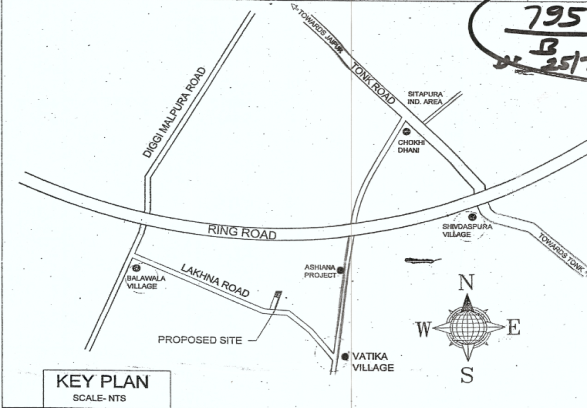 795
B
25/
TOWARDS JAIPUR
TONK ROAD
DIGGI MALPURA ROAD
SITAPURA
IND. AREA
CHOKHI
DHANI
RING ROAD
SHIVDASPURA
VILLAGE
TOWARDS TONK
BALAWALA
VILLAGE
LAKHNA ROAD
ASHIANA
PROJECT
PROPOSED SITE
VATIKA
VILLAGE
N
W
E
S
KEY PLAN
SCALE- NTS